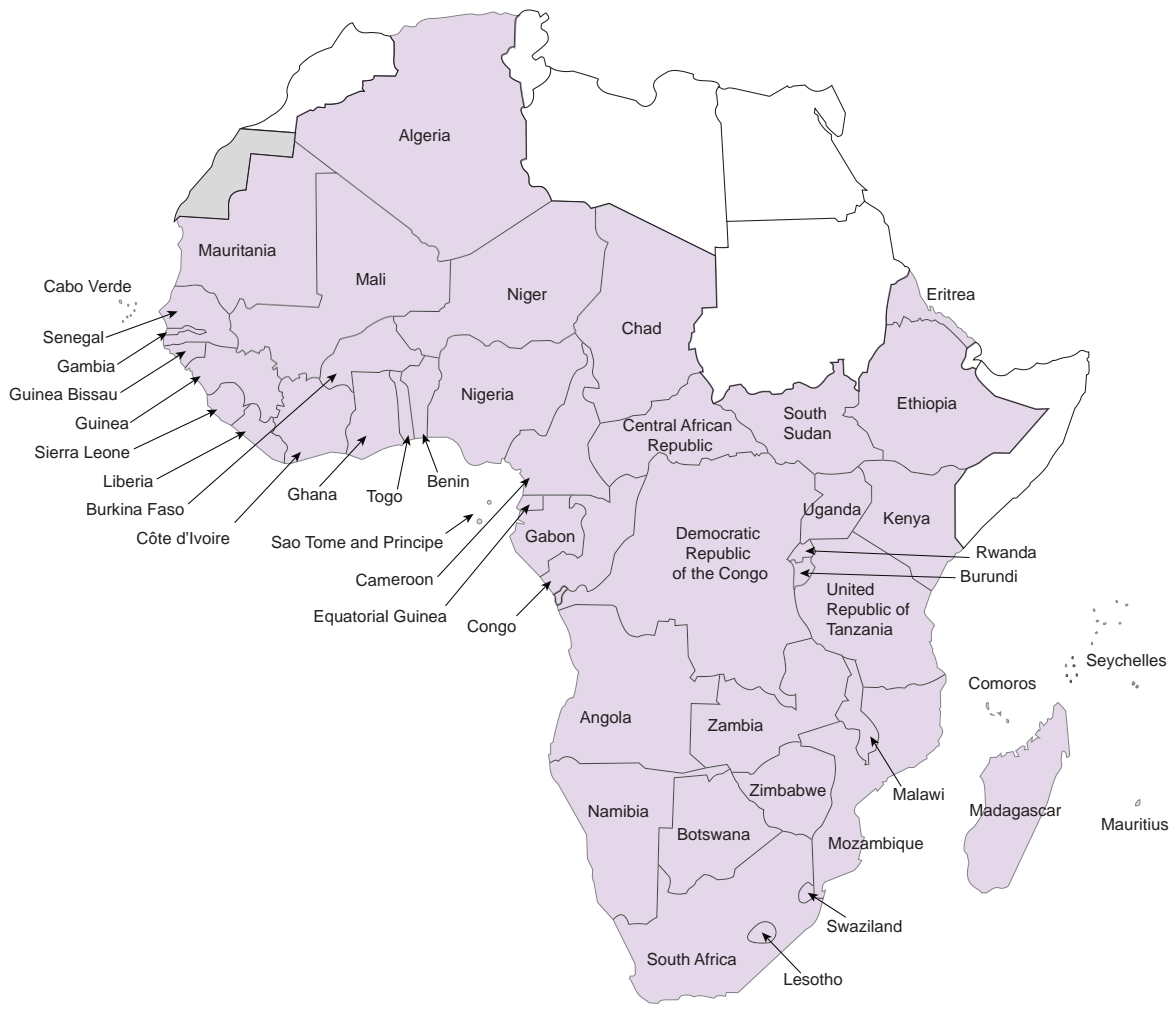 Algeria
Mauritania
Mali
Niger
Chad
Eritrea
Cabo Verde
Senegal
Gambia
Guinea Bissau
Guinea
Sierra Leone
Liberia
Burkina Faso
Côte d’Ivoire
Ghana
Togo
Benin
Nigeria
Central African
Republic
South
Sudan
Ethiopia
Sao Tome and Principe
Cameroon
Equatorial Guinea
Congo
Gabon
Democratic
Republic
of the Congo
Uganda
Kenya
Rwanda
Burundi
United
Republic of
Tanzania
Seychelles
Comoros
Angola
Zambia
Malawi
Zimbabwe
Namibia
Botswana
Mozambique
Madagascar
Mauritius
Swaziland
South Africa
Lesotho